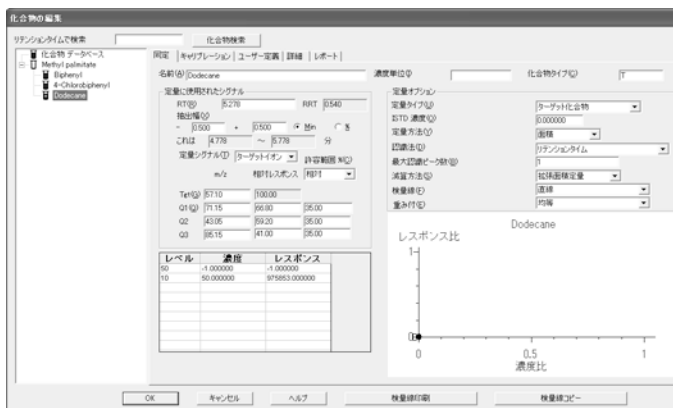 化合物の編集
リテンションタイムで検索 化合物検索
化合物 データベース
Methyl palmitate
Biphenyl
4-Chlorobiphenyl
Dodecane
同定 キャリブレーション ユーザー定義 詳細 レポート
名前(A) Dodecane 濃度単位(I) 化合物タイプ(C) T
定量に使用されたシグナル
RT(R) 5.278 RRT 0.540
抽出幅(X)
- 0.500 + 0.500 Min %
これは 4.778 ～ 5.778 分
定量シグナル(T) ターゲットイオン 許容範囲 %(C)
m/z 相対レスポンス 相対
Tgt(G) 57.10 100.00
Q1(Q) 71.15 66.80 35.00
Q2 43.05 59.20 35.00
Q3 85.15 41.00 35.00
定量オプション
定量タイプ(U) ターゲット化合物
ISTD 濃度(O) 0.000000
定量方法(Y) 面積
認識法(I) リテンションタイム
最大認識ピーク数(B) 1
減算方法(S) 拡張面積定量
検量線(F) 直線
重み付(E) 均等
レベル 濃度 レスポンス
50 -1.000000 -1.000000
10 50.000000 975853.000000
Dodecane
レスポンス比
1
0
0 0.5 1
濃度比
OK キャンセル ヘルプ 検量線印刷 検量線コピー